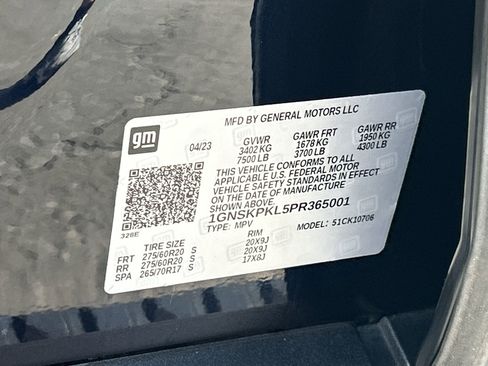 MFD BY GENERAL MOTORS LLC
gm
04/23 GVWR GAWR FRT GAWR RR
3402 KG 1678 KG 1950 KG
7500 LB 3700 LB 4300 LB
THIS VEHICLE CONFORMS TO ALL
APPLICABLE U.S. FEDERAL MOTOR
VEHICLE SAFETY STANDARDS IN EFFECT
ON THE DATE OF MANUFACTURE
SHOWN ABOVE.
1GNSKPKL5PR365001
TYPE: MPV MODEL: 51CK10706
328E
TIRE SIZE RIM
FRT 275/60R20 S 20X9J
RR 275/60R20 S 20X9J
SPA 265/70R17 S 17X8J